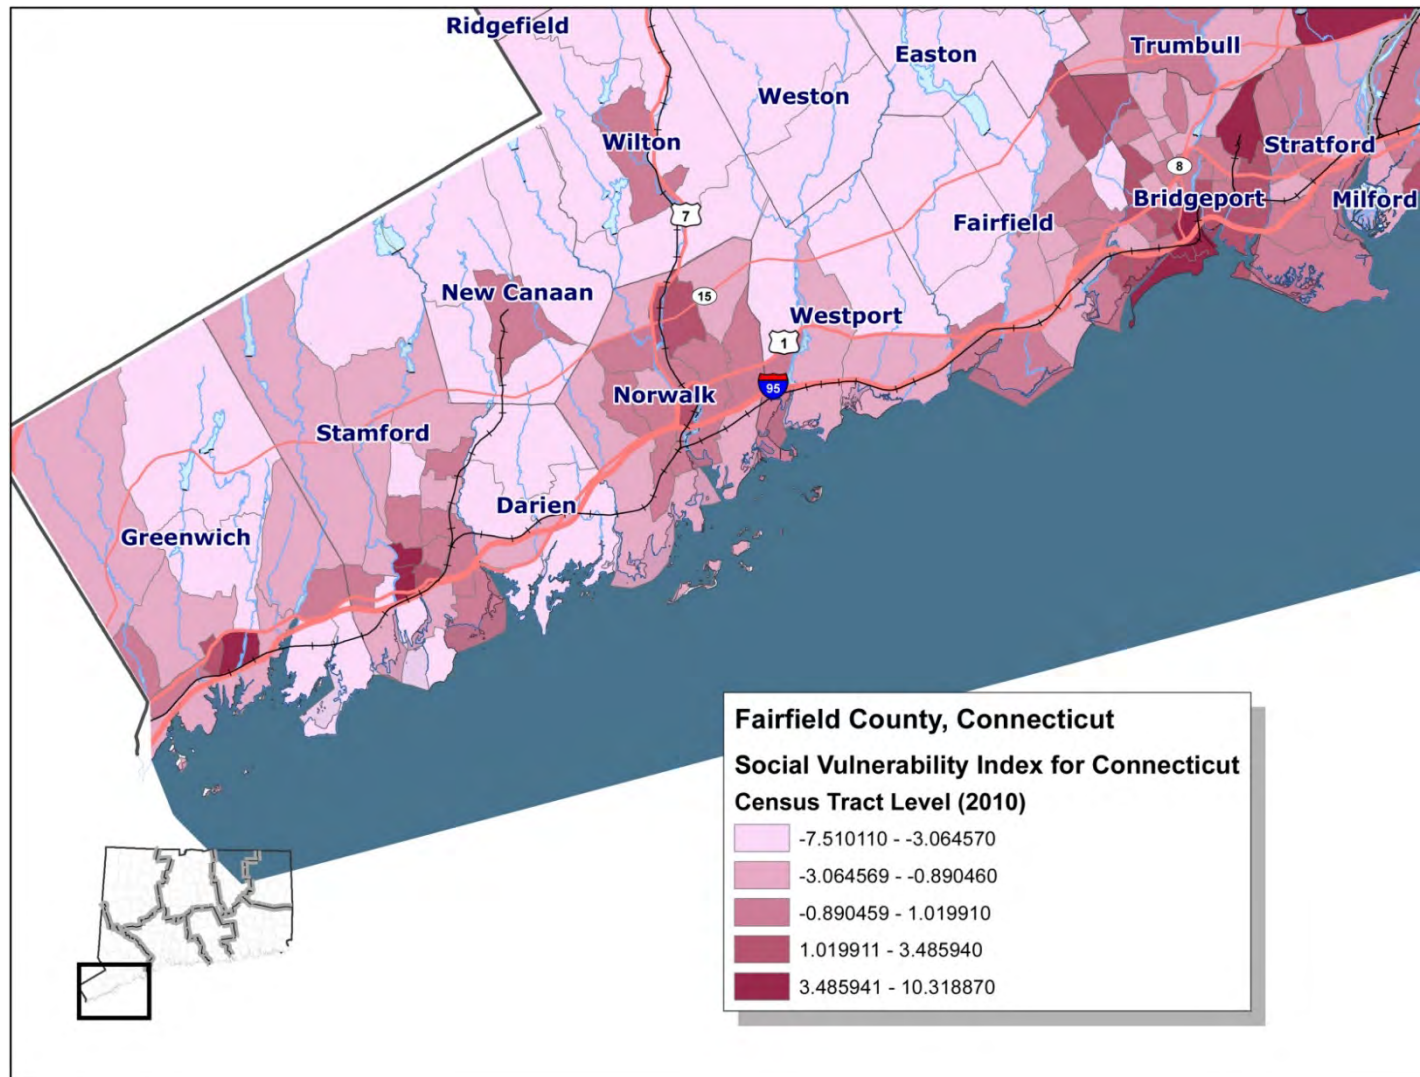 Ridgefield
Trumbull
Easton
Weston
Wilton
Stratford
8
Bridgeport
Milford
7
Fairfield
New Canaan
15
Westport
1
95
Norwalk
Stamford
Darien
Greenwich
Fairfield County, Connecticut
Social Vulnerability Index for Connecticut
Census Tract Level (2010)
-7.510110 - -3.064570
-3.064569 - -0.890460
-0.890459 - 1.019910
1.019911 - 3.485940
3.485941 - 10.318870